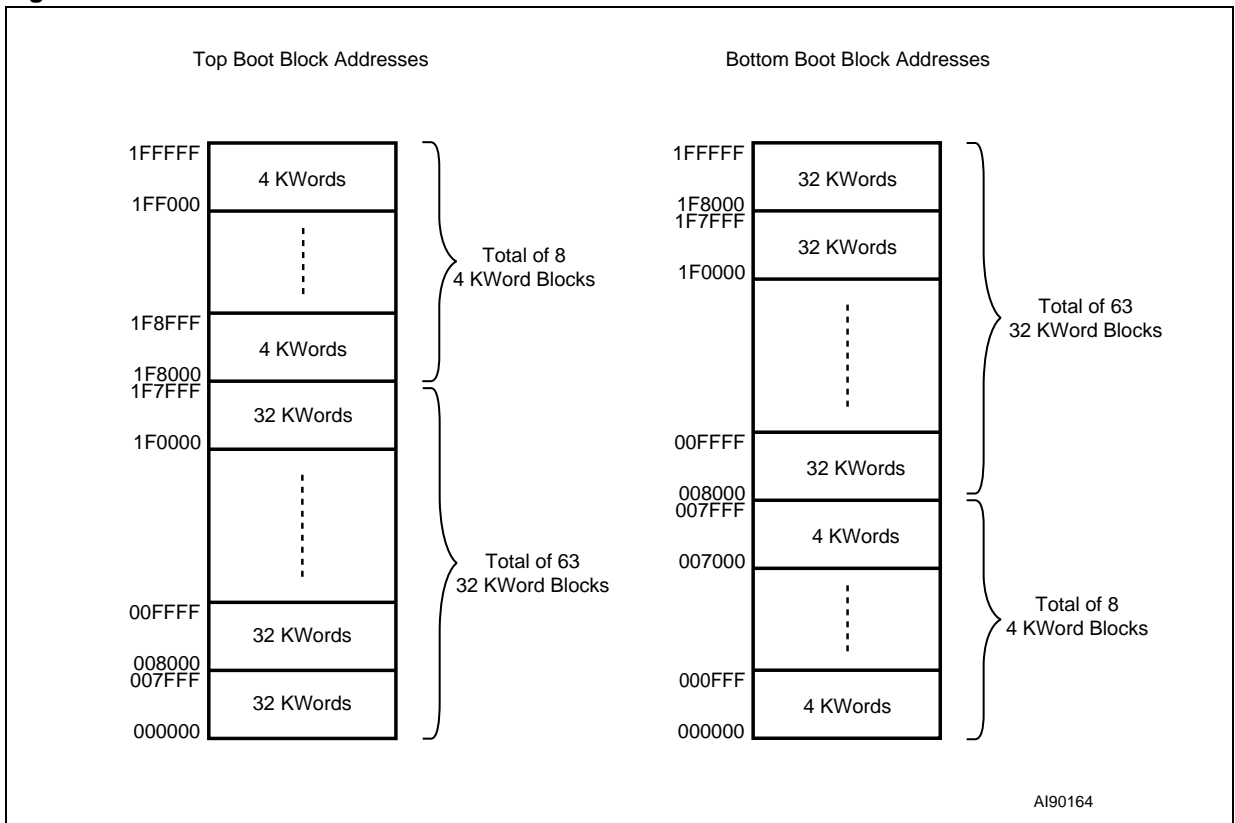 Top Boot Block Addresses
1FFFFF
4 KWords
1FF000
Total of 8
4 KWord Blocks
1F8FFF
4 KWords
1F8000
1F7FFF
32 KWords
1F0000
Total of 63
32 KWord Blocks
00FFFF
32 KWords
008000
007FFF
32 KWords
000000
Bottom Boot Block Addresses
1FFFFF
32 KWords
1F8000
1F7FFF
32 KWords
1F0000
Total of 63
32 KWord Blocks
00FFFF
32 KWords
008000
007FFF
4 KWords
007000
Total of 8
4 KWord Blocks
000FFF
4 KWords
000000
AI90164